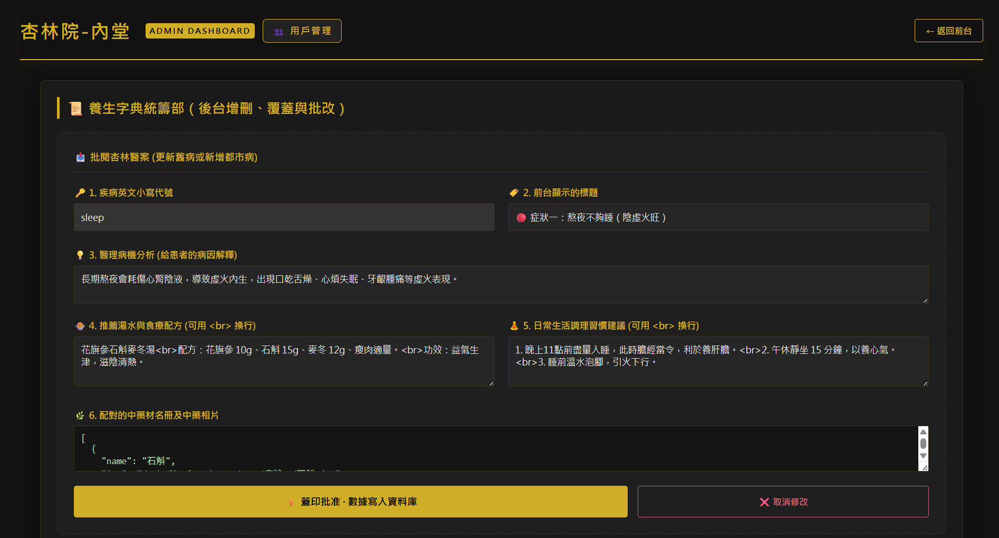 杏林院-內堂
ADMIN DASHBOARD
👥 用戶管理
← 返回前台
📜 養生字典統籌部（後台增刪、覆蓋與批改）
📥 批閱杏林醫案 (更新舊病或新增都市病)
🔑 1. 疾病英文小寫代號
sleep
🏷️ 2. 前台顯示的標題
🔴 症狀一：熬夜不夠睡（陰虛火旺）
💡 3. 醫理病機分析 (給患者的病因解釋)
長期熬夜會耗傷心腎陰液，導致虛火內生，出現口乾舌燥、心煩失眠、牙齦腫痛等虛火表現。
🍲 4. 推薦湯水與食療配方 (可用 <br> 換行)
花旗參石斛麥冬湯<br>配方：花旗參 10g、石斛 15g、麥冬 12g、瘦肉適量。<br>功效：益氣生
津，滋陰清熱。
🧘 5. 日常生活調理習慣建議 (可用 <br> 換行)
1. 晚上11點前盡量入睡，此時膽經當令，利於養肝膽。<br>2. 午休靜坐 15 分鐘，以養心氣。
<br>3. 睡前溫水泡腳，引火下行。
🌿 6. 配對的中藥材名冊及中藥相片
[
{
"name": "石斛",
⚡ 蓋印批准 · 數據寫入資料庫
❌ 取消修改